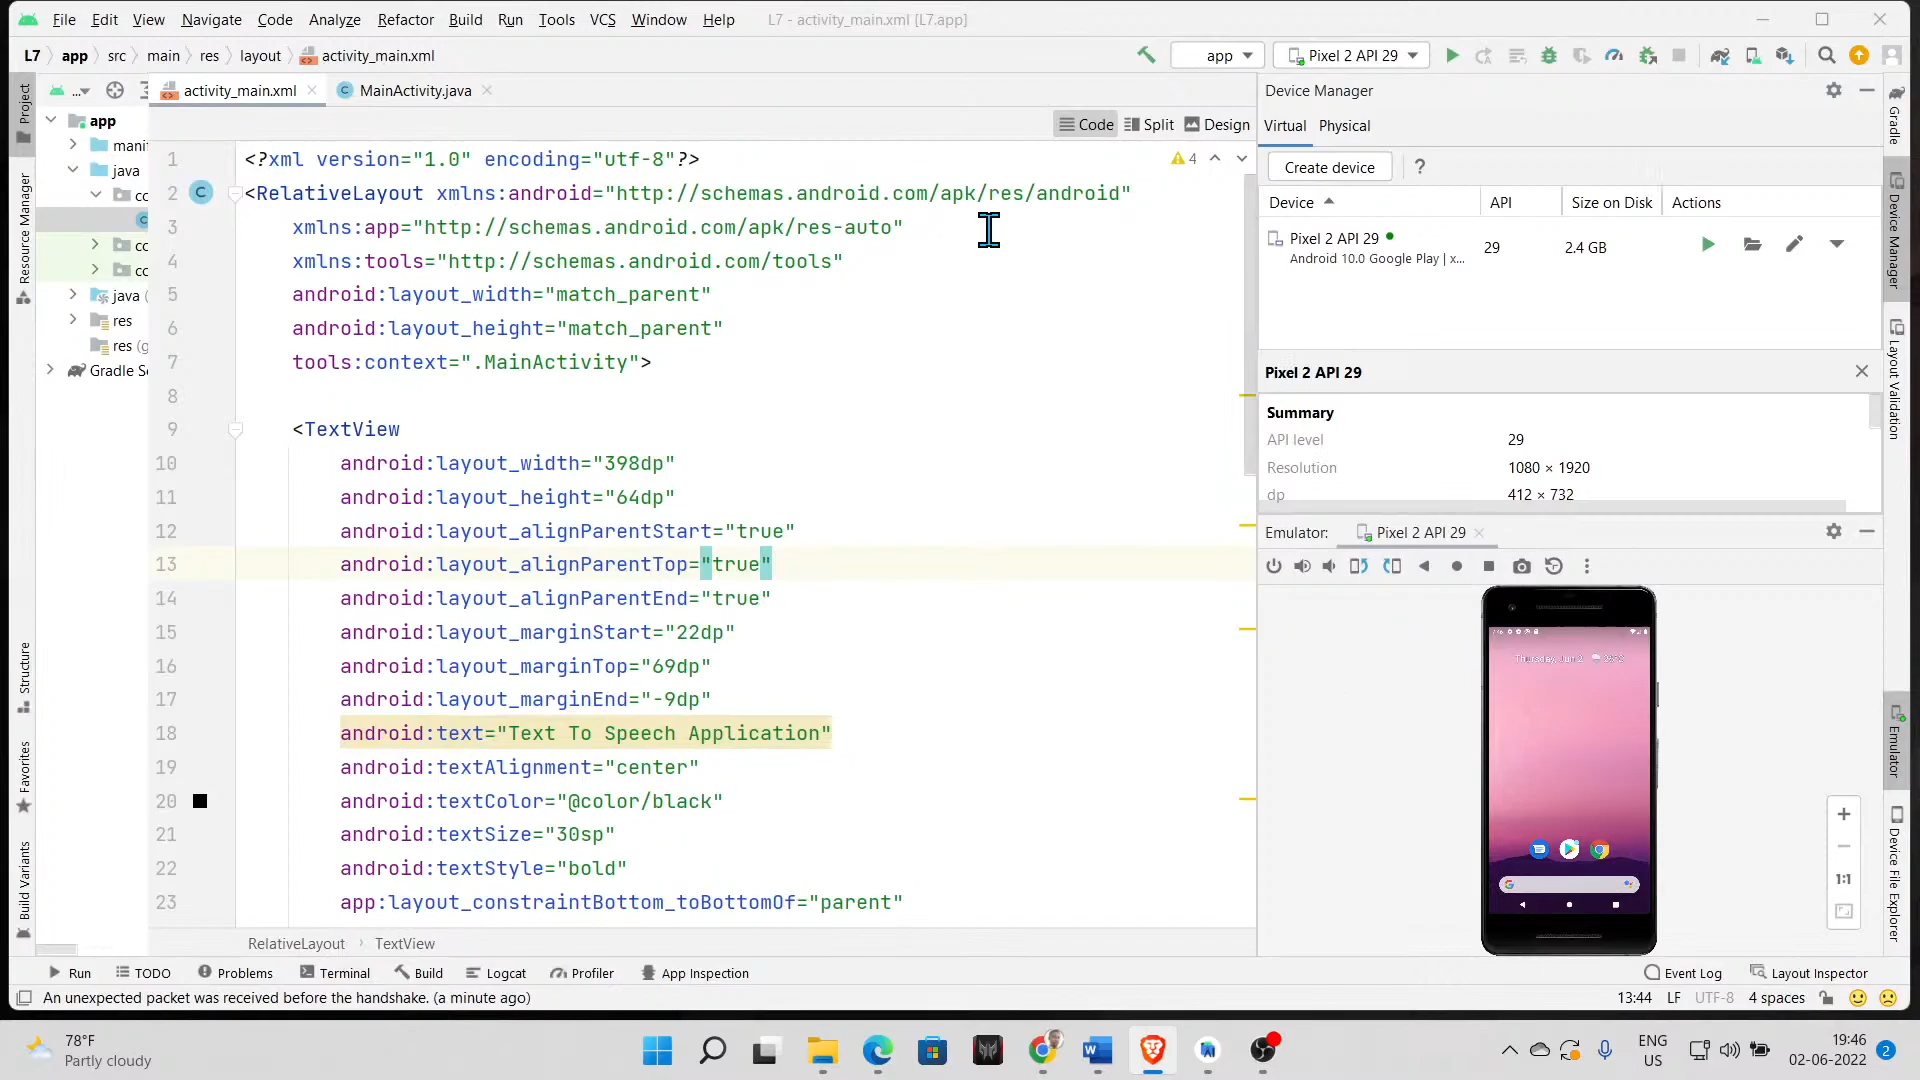 File Edit View Navigate Code Analyze Refactor Build Run Tools VCS Window Help L7 - activity_main.xml [L7.app]
L7 app src main res layout activity_main.xml app Pixel 2 API 29
Project
Resource Manager
Structure
Favorites
Build Variants
...
app
manif
java
co
co
co
java (
res
res (g
Gradle Sc
activity_main.xml MainActivity.java
Code Split Design
4
1 <?xml version="1.0" encoding="utf-8"?>
2 <RelativeLayout xmlns:android="http://schemas.android.com/apk/res/android"
3 xmlns:app="http://schemas.android.com/apk/res-auto"
4 xmlns:tools="http://schemas.android.com/tools"
5 android:layout_width="match_parent"
6 android:layout_height="match_parent"
7 tools:context=".MainActivity">
8
9 <TextView
10 android:layout_width="398dp"
11 android:layout_height="64dp"
12 android:layout_alignParentStart="true"
13 android:layout_alignParentTop="true"
14 android:layout_alignParentEnd="true"
15 android:layout_marginStart="22dp"
16 android:layout_marginTop="69dp"
17 android:layout_marginEnd="-9dp"
18 android:text="Text To Speech Application"
19 android:textAlignment="center"
20 android:textColor="@color/black"
21 android:textSize="30sp"
22 android:textStyle="bold"
23 app:layout_constraintBottom_toBottomOf="parent"
RelativeLayout TextView
Device Manager
Virtual Physical
Create device ?
Device API Size on Disk Actions
Pixel 2 API 29 29 2.4 GB
Android 10.0 Google Play | x...
Pixel 2 API 29
Summary
API level 29
Resolution 1080 × 1920
dp 412 × 732
Emulator: Pixel 2 API 29
1:1
Gradle
Device Manager
Layout Validation
Emulator
Device File Explorer
Run TODO Problems Terminal Build Logcat Profiler App Inspection Event Log Layout Inspector
An unexpected packet was received before the handshake. (a minute ago) 13:44 LF UTF-8 4 spaces
78°F
Partly cloudy
ENG
US
19:46
02-06-2022
2